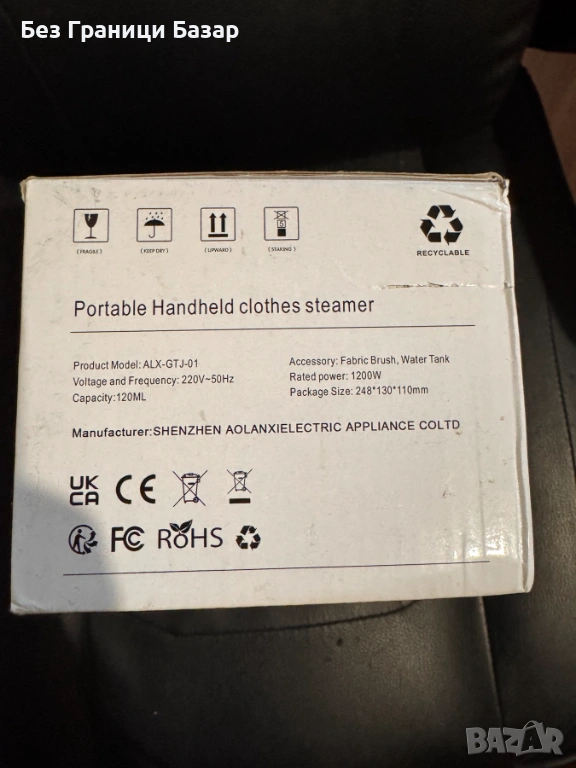 Без Граници Базар
(FRAGILE) (KEEP DRY) (UPWARD) (STAKING)
RECYCLABLE
Portable Handheld clothes steamer
Product Model: ALX-GTJ-01
Voltage and Frequency: 220V~50Hz
Capacity:120ML
Accessory: Fabric Brush, Water Tank
Rated power: 1200W
Package Size: 248*130*110mm
Manufacturer:SHENZHEN AOLANXIELECTRIC APPLIANCE COLTD
UK
CA CE
FC RoHS
BAZAR